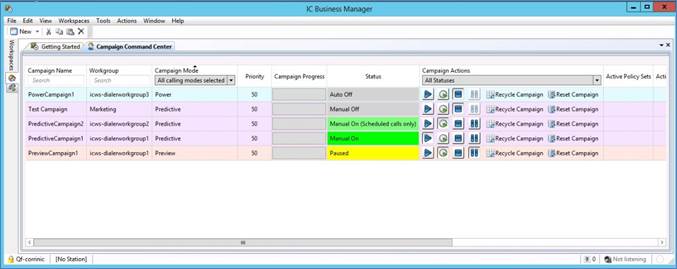 IC Business Manager
File Edit View Workspaces Tools Actions Window Help
New
Getting Started Campaign Command Center
Workspaces
Campaign Name Workgroup Campaign Mode Priority Campaign Progress Status Campaign Actions Active Policy Sets
Search Search All calling modes selected All Statuses
PowerCampaign1 icws-dialerworkgroup3 Power 50 Auto Off Recycle Campaign Reset Campaign
Test Campaign Marketing Predictive 50 Manual Off Recycle Campaign Reset Campaign
PredictiveCampaign2 icws-dialerworkgroup2 Predictive 50 Manual On (Scheduled calls only) Recycle Campaign Reset Campaign
PredictiveCampaign1 icws-dialerworkgroup1 Predictive 50 Manual On Recycle Campaign Reset Campaign
PreviewCampaign1 icws-dialerworkgroup1 Preview 50 Paused Recycle Campaign Reset Campaign
Qf-corrinic [No Station] 0 Not listening